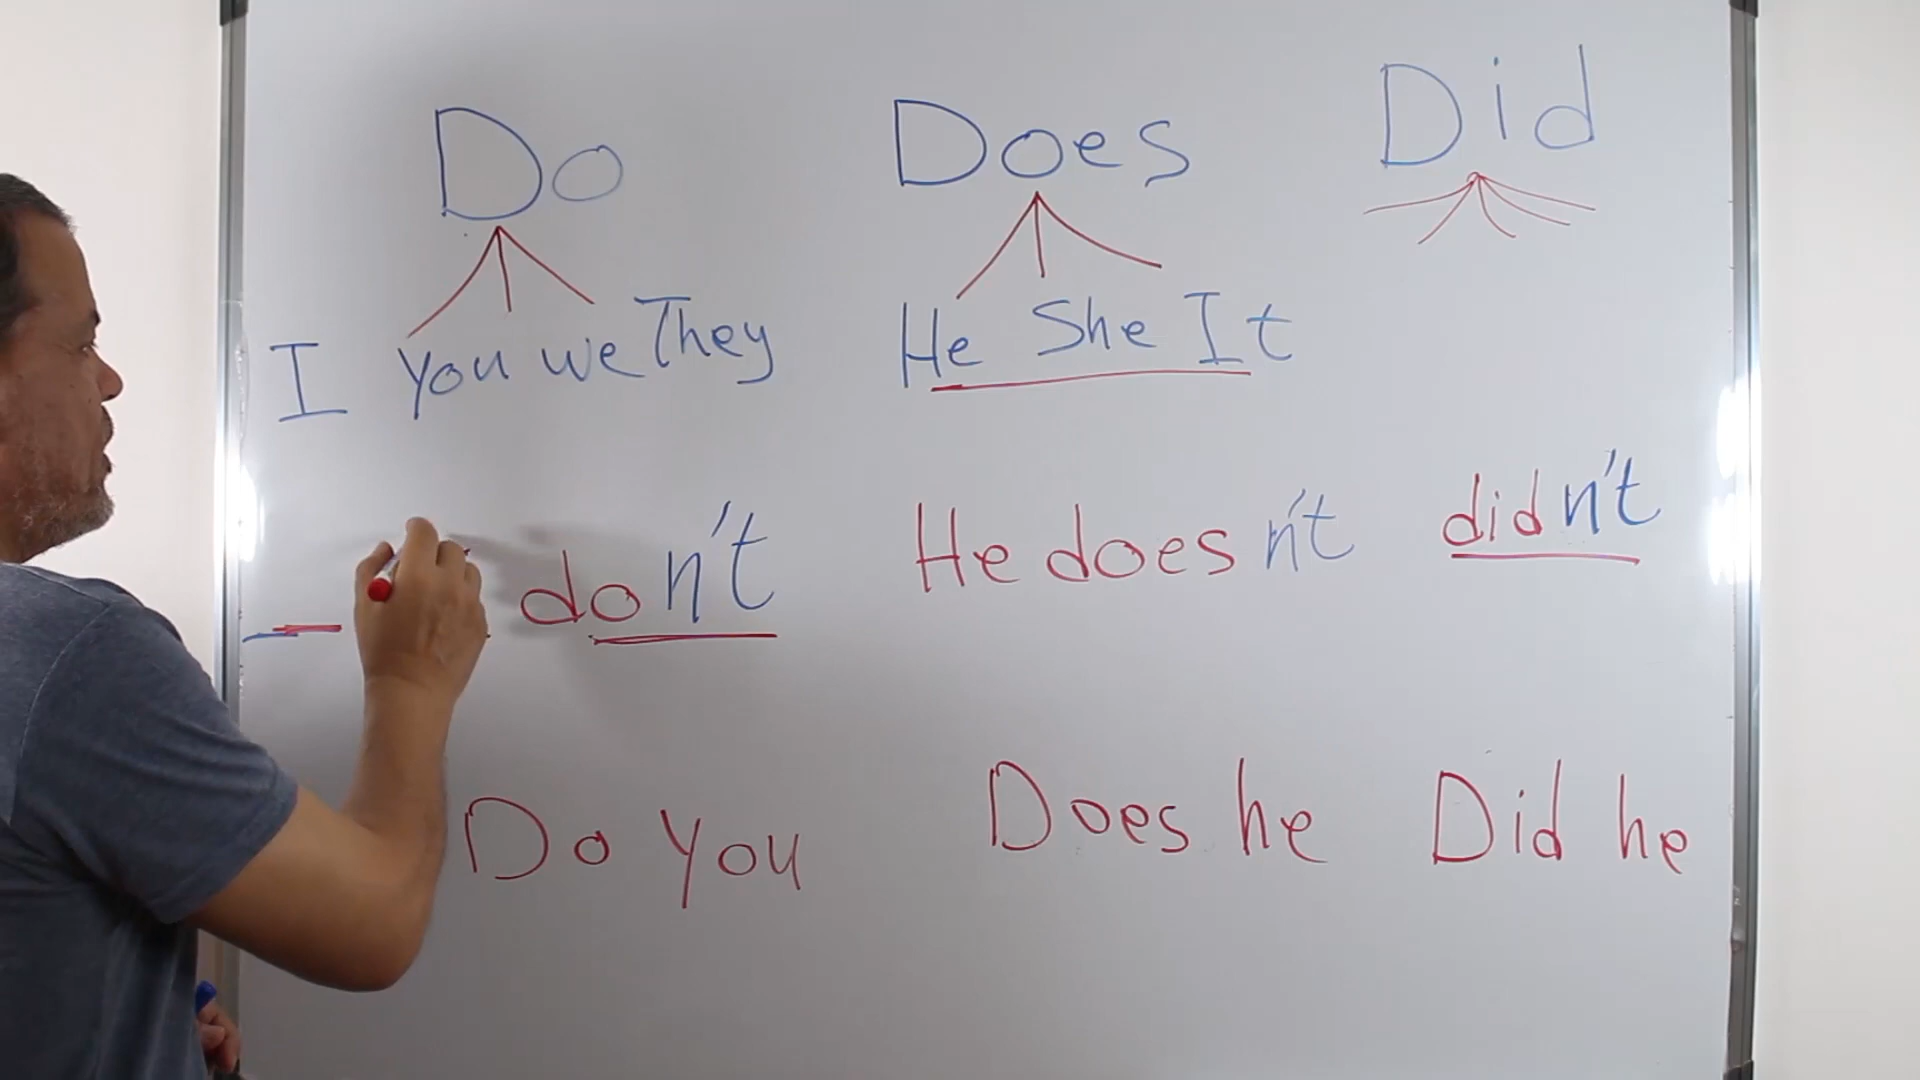 Do Does Did
I you we They He She It
don't He doesn't didn't
Do You Does he Did he